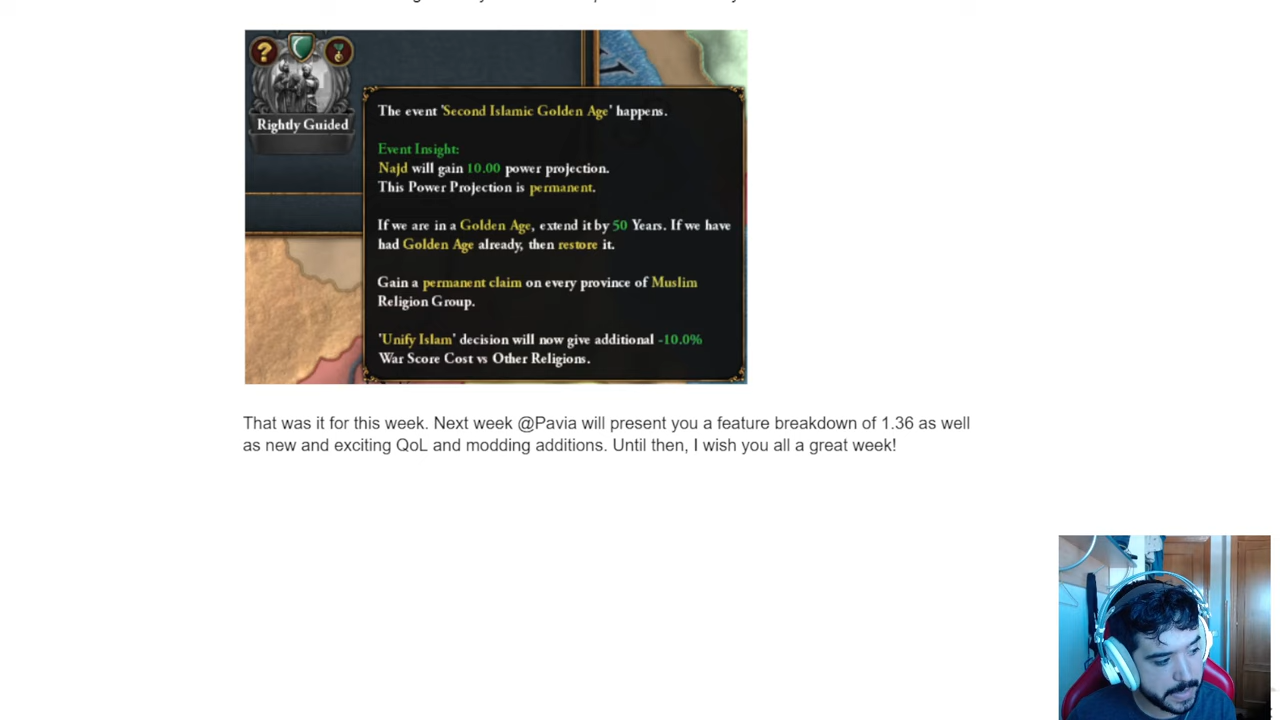 Rightly Guided
The event 'Second Islamic Golden Age' happens.
Event Insight:
Najd will gain 10.00 power projection.
This Power Projection is permanent.
If we are in a Golden Age, extend it by 50 Years. If we have
had Golden Age already, then restore it.
Gain a permanent claim on every province of Muslim
Religion Group.
'Unify Islam' decision will now give additional -10.0%
War Score Cost vs Other Religions.
That was it for this week. Next week @Pavia will present you a feature breakdown of 1.36 as well
as new and exciting QoL and modding additions. Until then, I wish you all a great week!